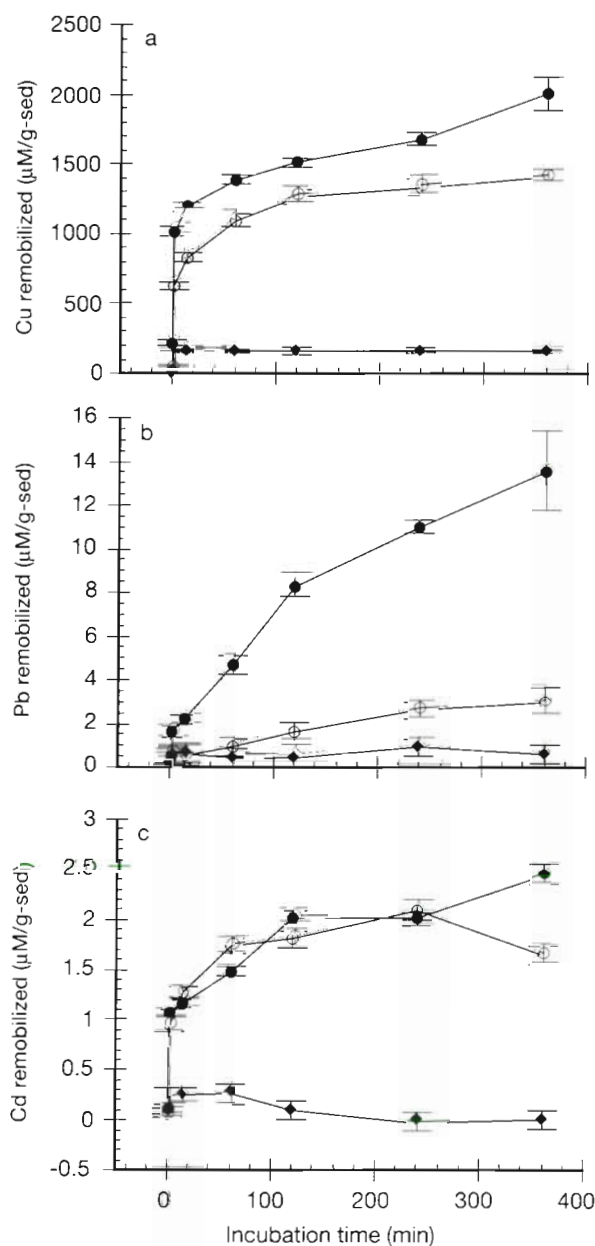 a
2500
2000
1500
1000
500
0
Cu remobilized (µM/g-sed)
b
16
14
12
10
8
6
4
2
0
Pb remobilized (µM/g-sed)
c
3
2.5
2
1.5
1
0.5
0
-0.5
Cd remobilized (µM/g-sed)
0 100 200 300 400
Incubation time (min)